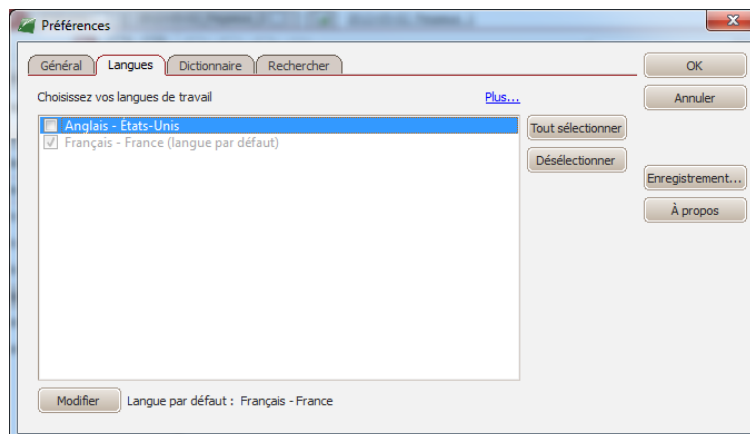 Préférences
Général Langues Dictionnaire Rechercher
OK
Choisissez vos langues de travail Plus...
Annuler
Anglais - États-Unis
Tout sélectionner
Français - France (langue par défaut)
Désélectionner
Enregistrement...
À propos
Modifier Langue par défaut : Français - France